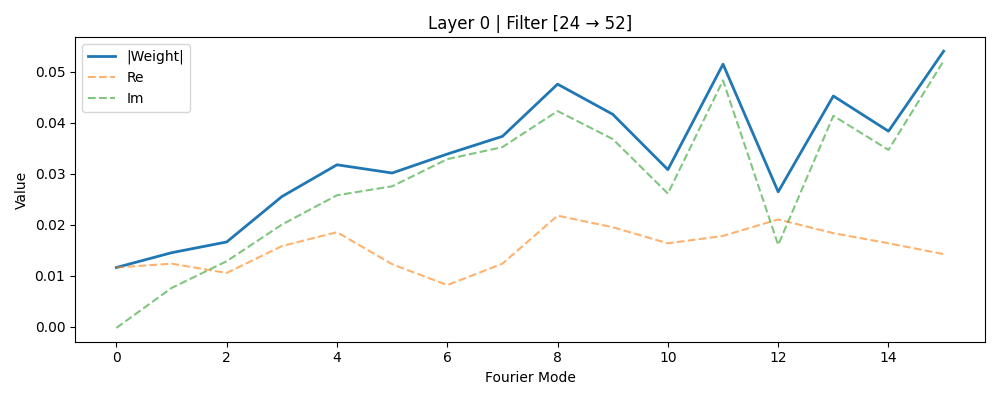 Layer 0 | Filter [24 → 52]
|Weight|
Re
Im
Value
0.05
0.04
0.03
0.02
0.01
0.00
0 2 4 6 8 10 12 14
Fourier Mode